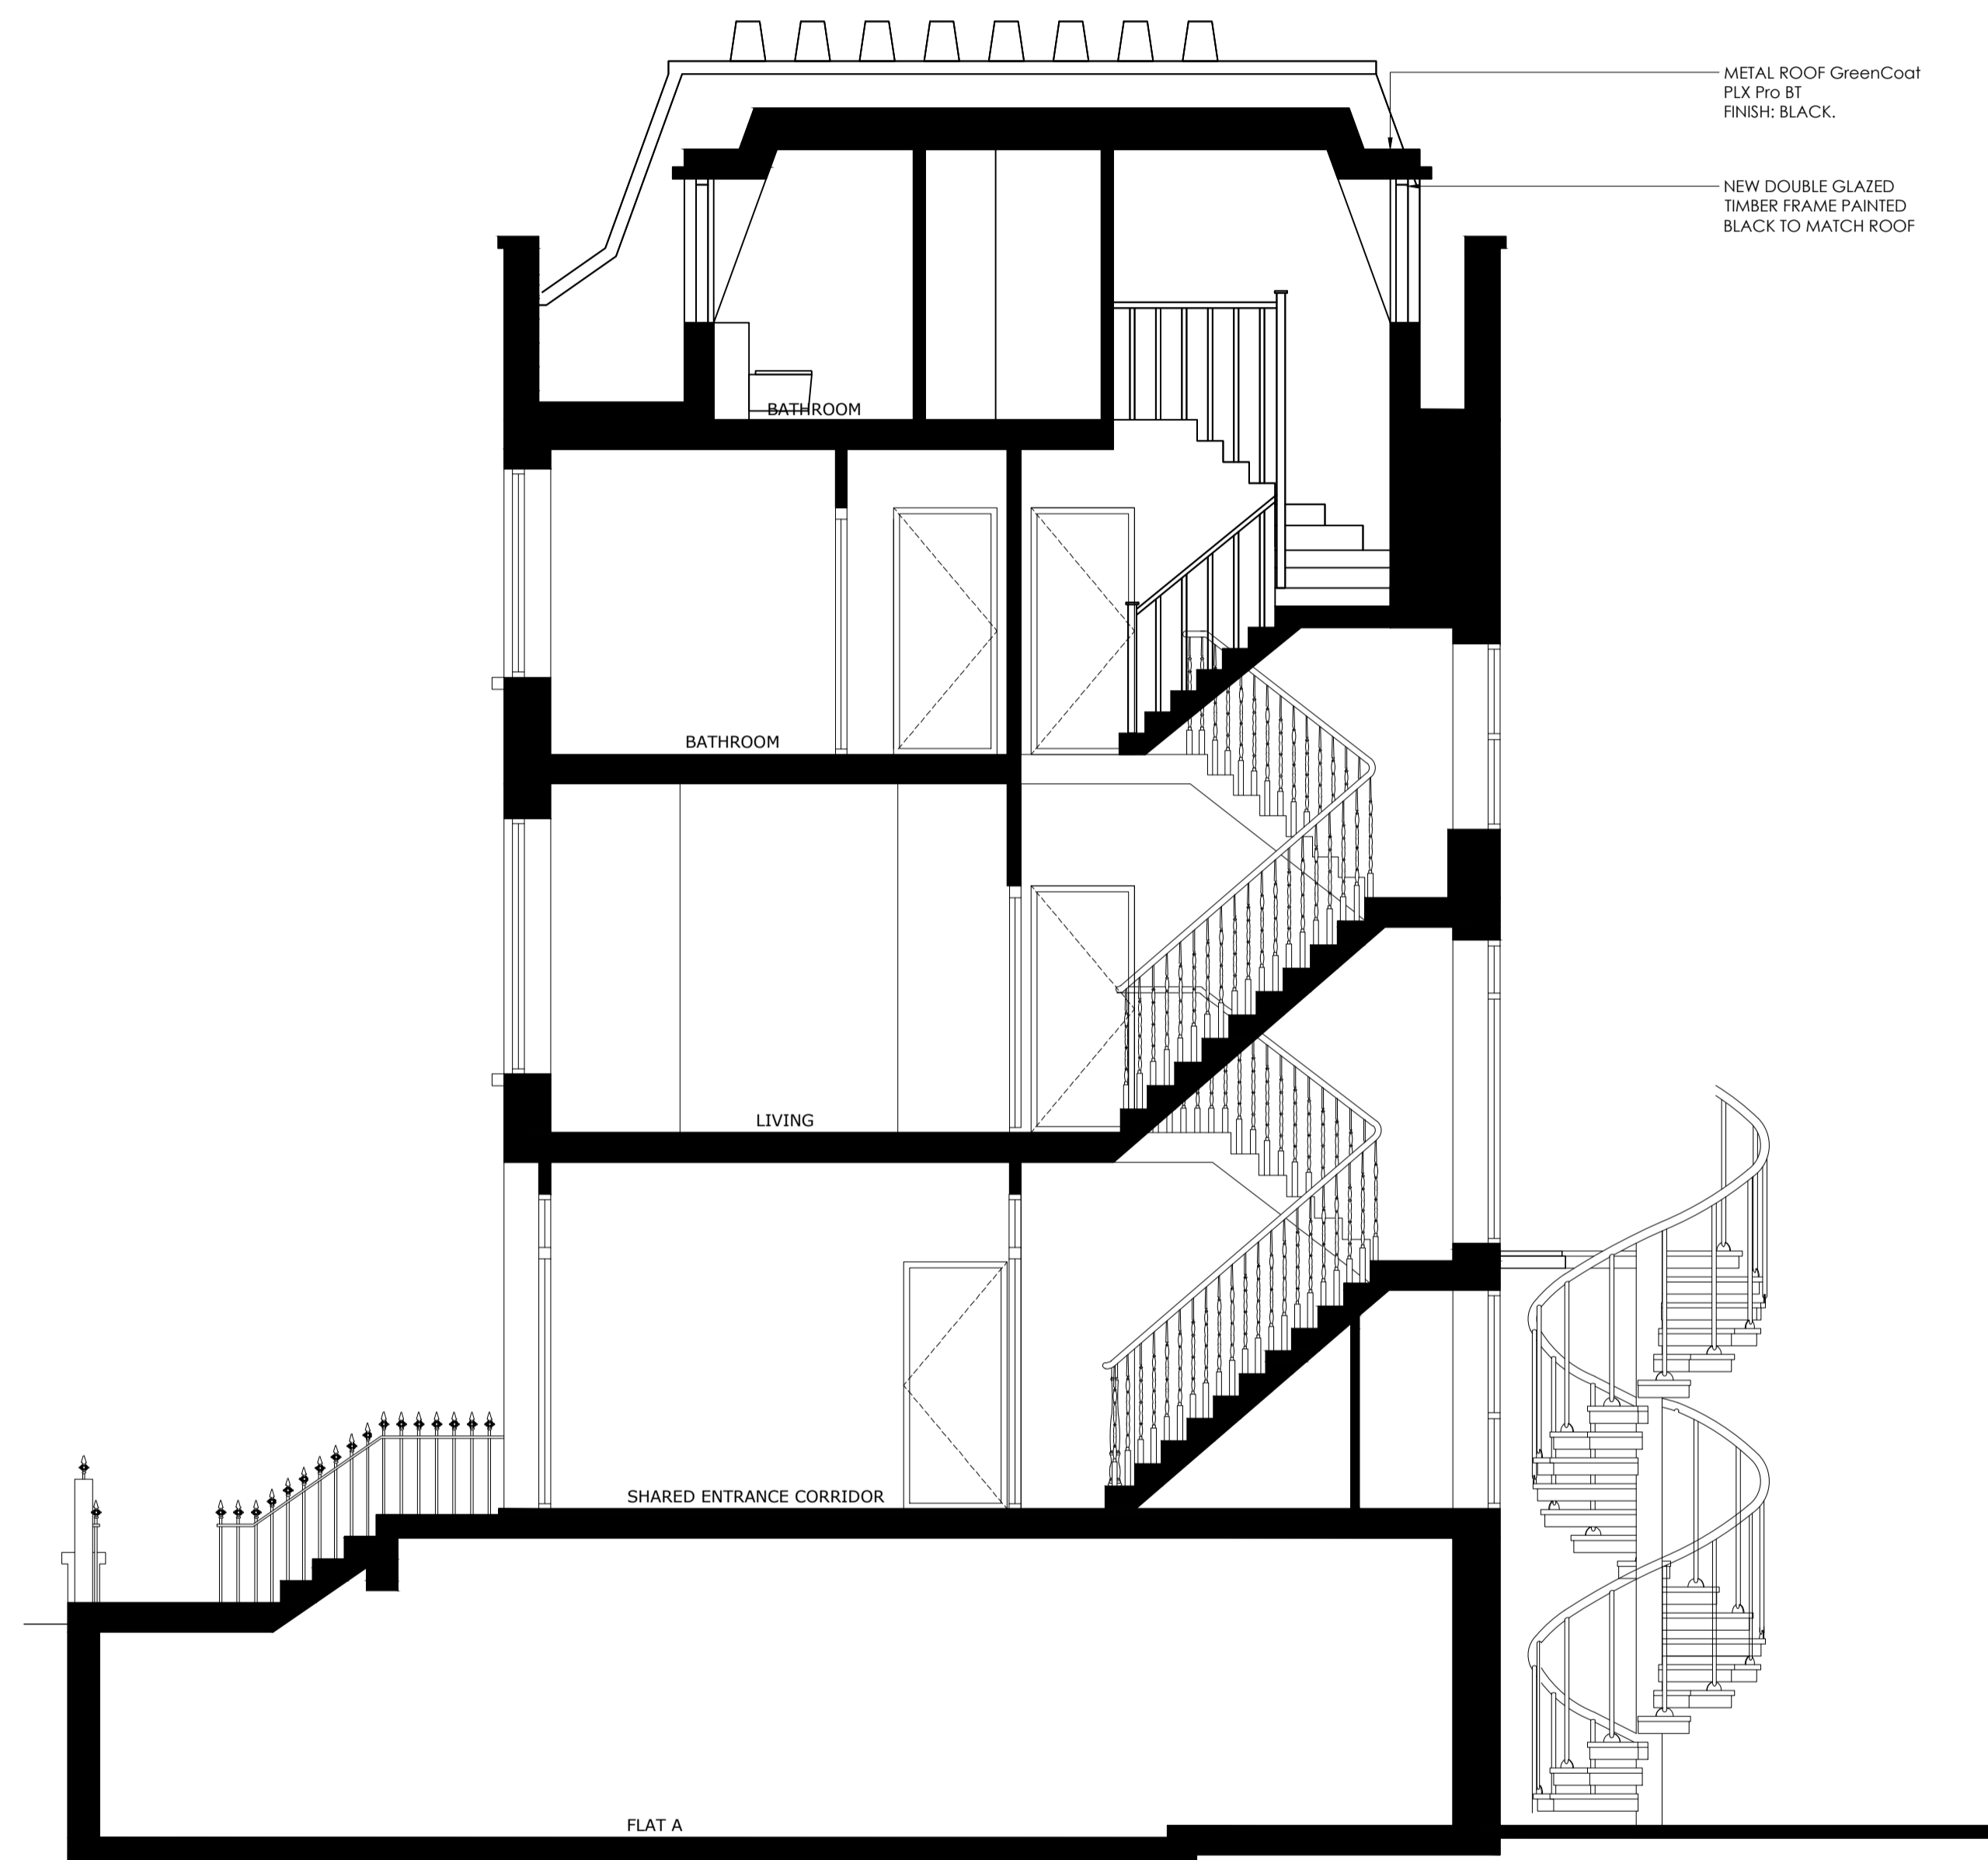 METAL ROOF GreenCoat
PLX Pro BT
FINISH: BLACK.
NEW DOUBLE GLAZED
TIMBER FRAME PAINTED
BLACK TO MATCH ROOF
BATHROOM
BATHROOM
LIVING
SHARED ENTRANCE CORRIDOR
FLAT A